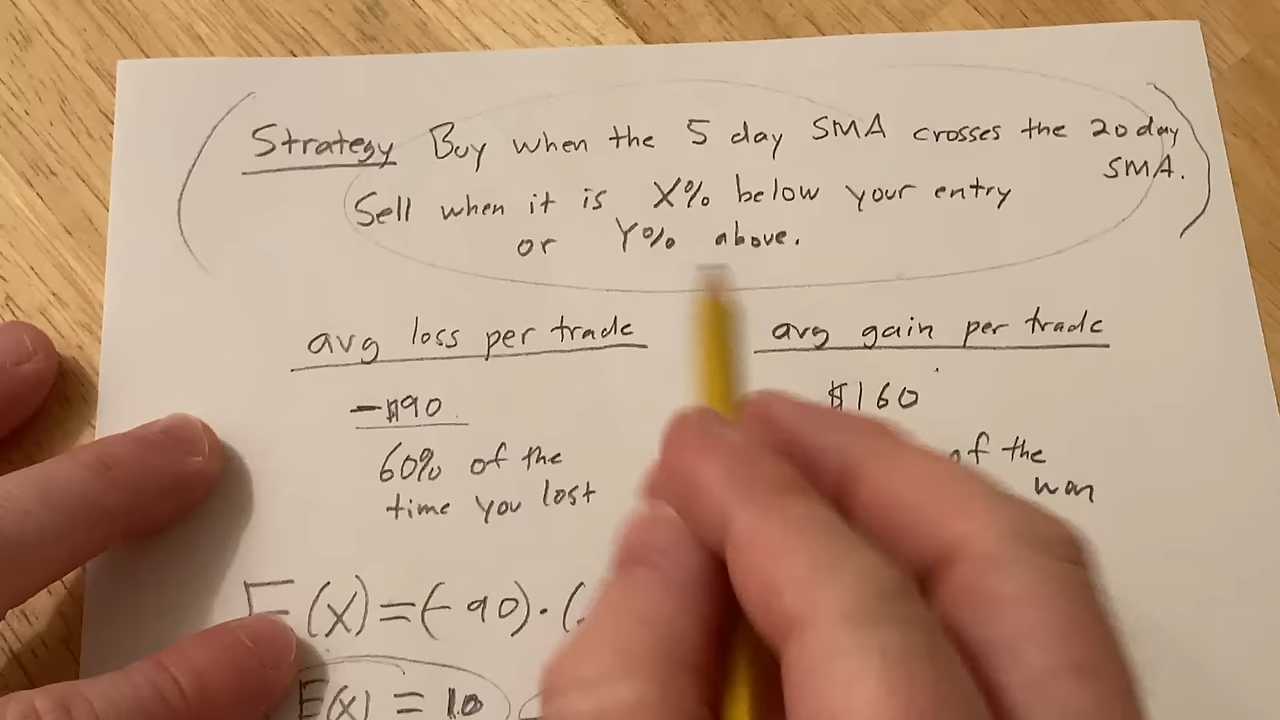 Strategy Buy when the 5 day SMA crosses the 20 day
SMA.
Sell when it is X% below your entry
or Y% above.
avg loss per trade
avg gain per trade
-$90
$160
60% of the
time you lost
of the
won
E(X)=(-90)·(.
E(X) = 10